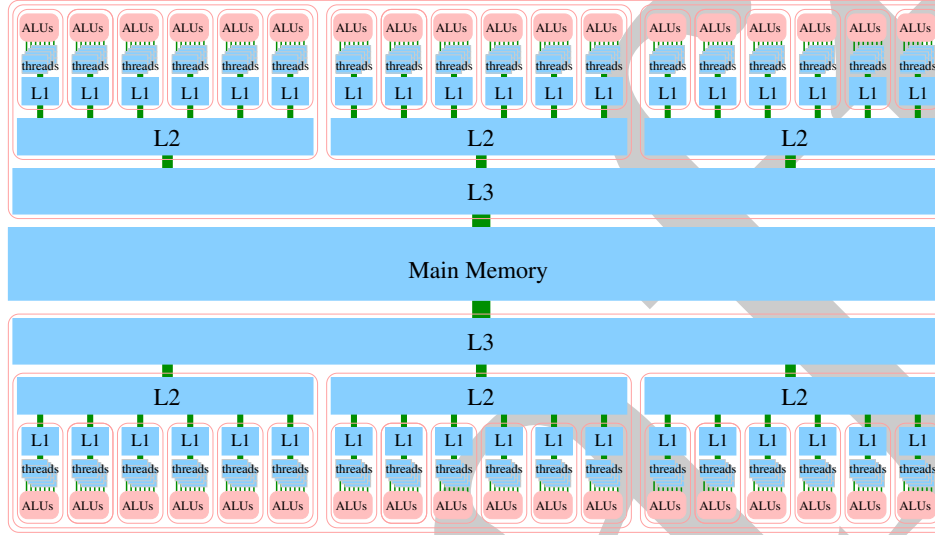 ALUs ALUs ALUs ALUs ALUs ALUs ALUs ALUs ALUs ALUs ALUs ALUs ALUs ALUs ALUs ALUs ALUs ALUs
threads threads threads threads threads threads threads threads threads threads threads threads threads threads threads threads threads threads
L1 L1 L1 L1 L1 L1 L1 L1 L1 L1 L1 L1 L1 L1 L1 L1 L1 L1
L2 L2 L2
L3
Main Memory
L3
L2 L2 L2
L1 L1 L1 L1 L1 L1 L1 L1 L1 L1 L1 L1 L1 L1 L1 L1 L1 L1
threads threads threads threads threads threads threads threads threads threads threads threads threads threads threads threads threads threads
ALUs ALUs ALUs ALUs ALUs ALUs ALUs ALUs ALUs ALUs ALUs ALUs ALUs ALUs ALUs ALUs ALUs ALUs